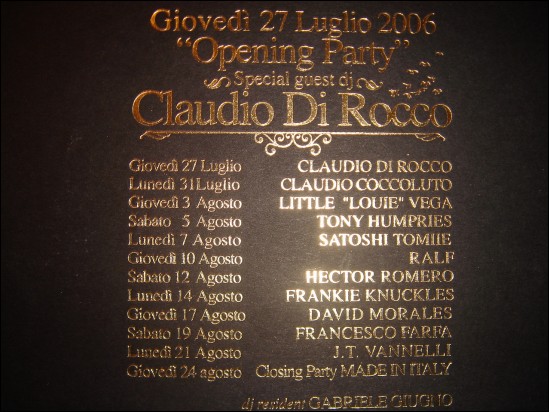 Giovedì 27 Luglio 2006
"Opening Party"
Special guest dj
Claudio Di Rocco
Giovedì 27 Luglio CLAUDIO DI ROCCO
Lunedì 31 Luglio CLAUDIO COCCOLUTO
Giovedì 3 Agosto LITTLE "LOUIE" VEGA
Sabato 5 Agosto TONY HUMPRIES
Lunedì 7 Agosto SATOSHI TOMIIE
Giovedì 10 Agosto RALF
Sabato 12 Agosto HECTOR ROMERO
Lunedì 14 Agosto FRANKIE KNUCKLES
Giovedì 17 Agosto DAVID MORALES
Sabato 19 Agosto FRANCESCO FARFA
Lunedì 21 Agosto J.T. VANNELLI
Giovedì 24 agosto Closing Party MADE IN ITALY
dj resident GABRIELE GIUGNO